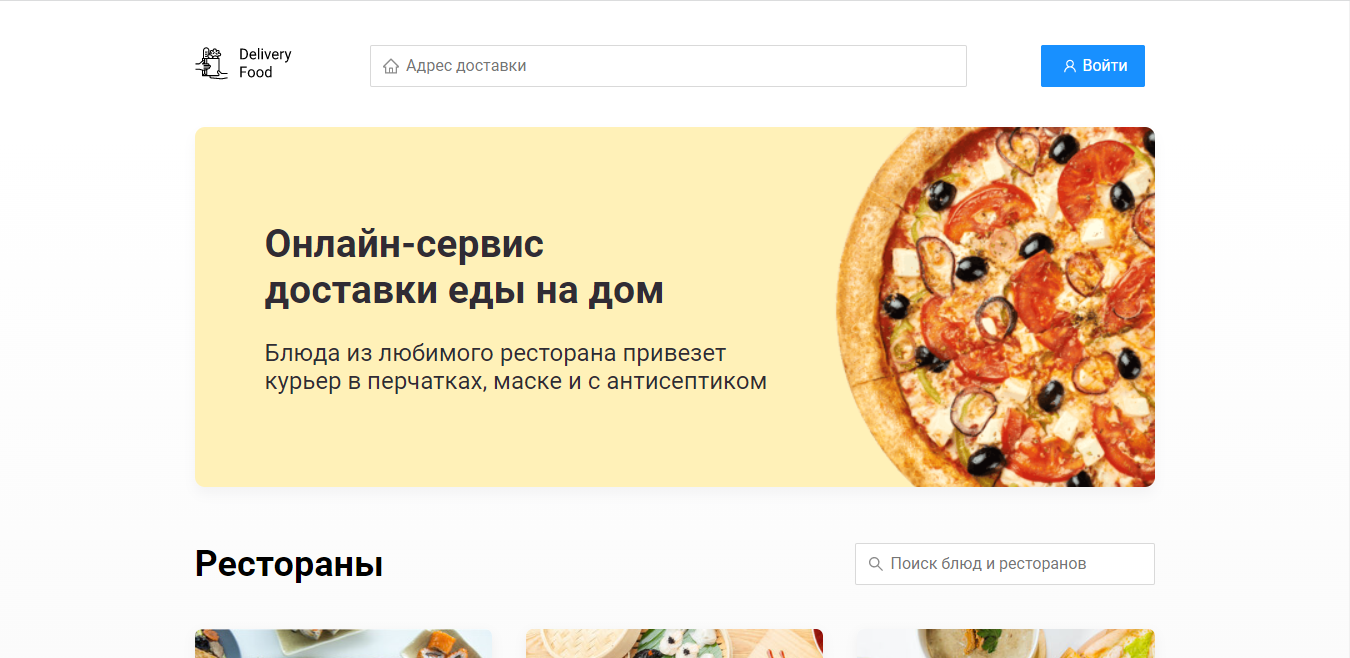 Delivery
Food
Адрес доставки
Войти
Онлайн-сервис
доставки еды на дом
Блюда из любимого ресторана привезет
курьер в перчатках, маске и с антисептиком
Рестораны
Поиск блюд и ресторанов